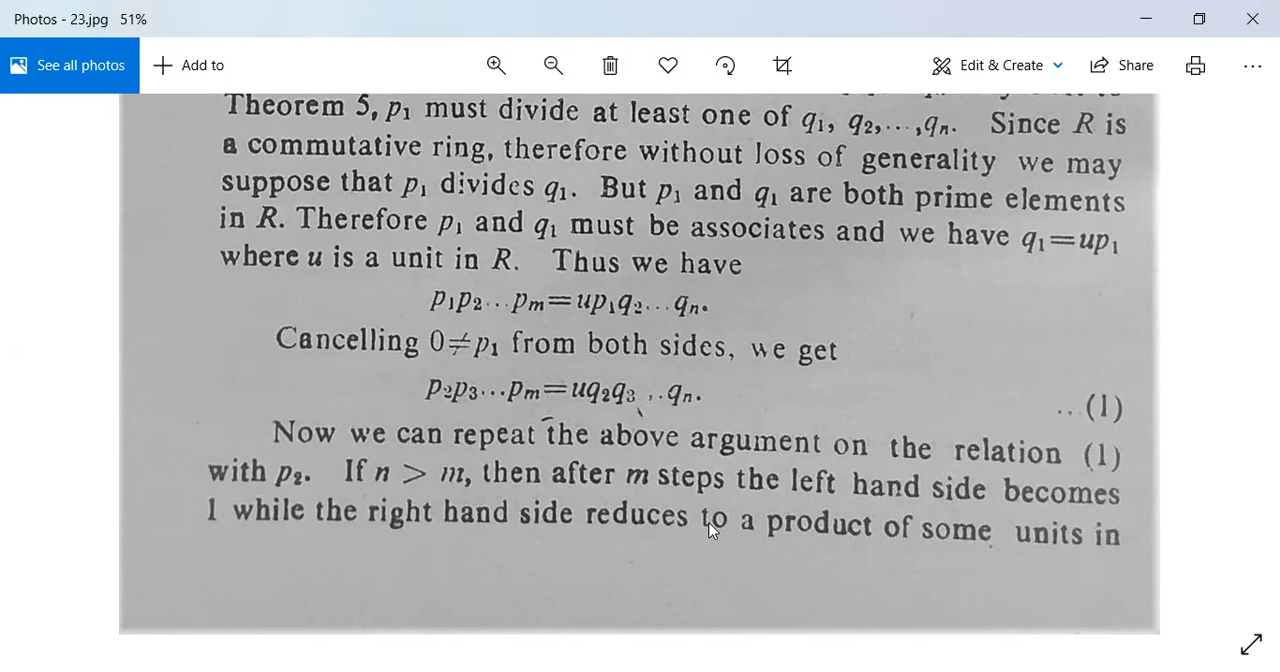 Photos - 23.jpg 51%
See all photos
Add to
Edit & Create
Share
Theorem 5, p₁ must divide at least one of q₁, q₂,...,qₙ. Since R is
a commutative ring, therefore without loss of generality we may
suppose that p₁ divides q₁. But p₁ and q₁ are both prime elements
in R. Therefore p₁ and q₁ must be associates and we have q₁=up₁
where u is a unit in R. Thus we have
p₁p₂...pₘ=up₁q₂...qₙ.
Cancelling 0≠p₁ from both sides, we get
p₂p₃...pₘ=uq₂q₃...qₙ. ...(1)
Now we can repeat the above argument on the relation (1)
with p₂. If n > m, then after m steps the left hand side becomes
1 while the right hand side reduces to a product of some units in